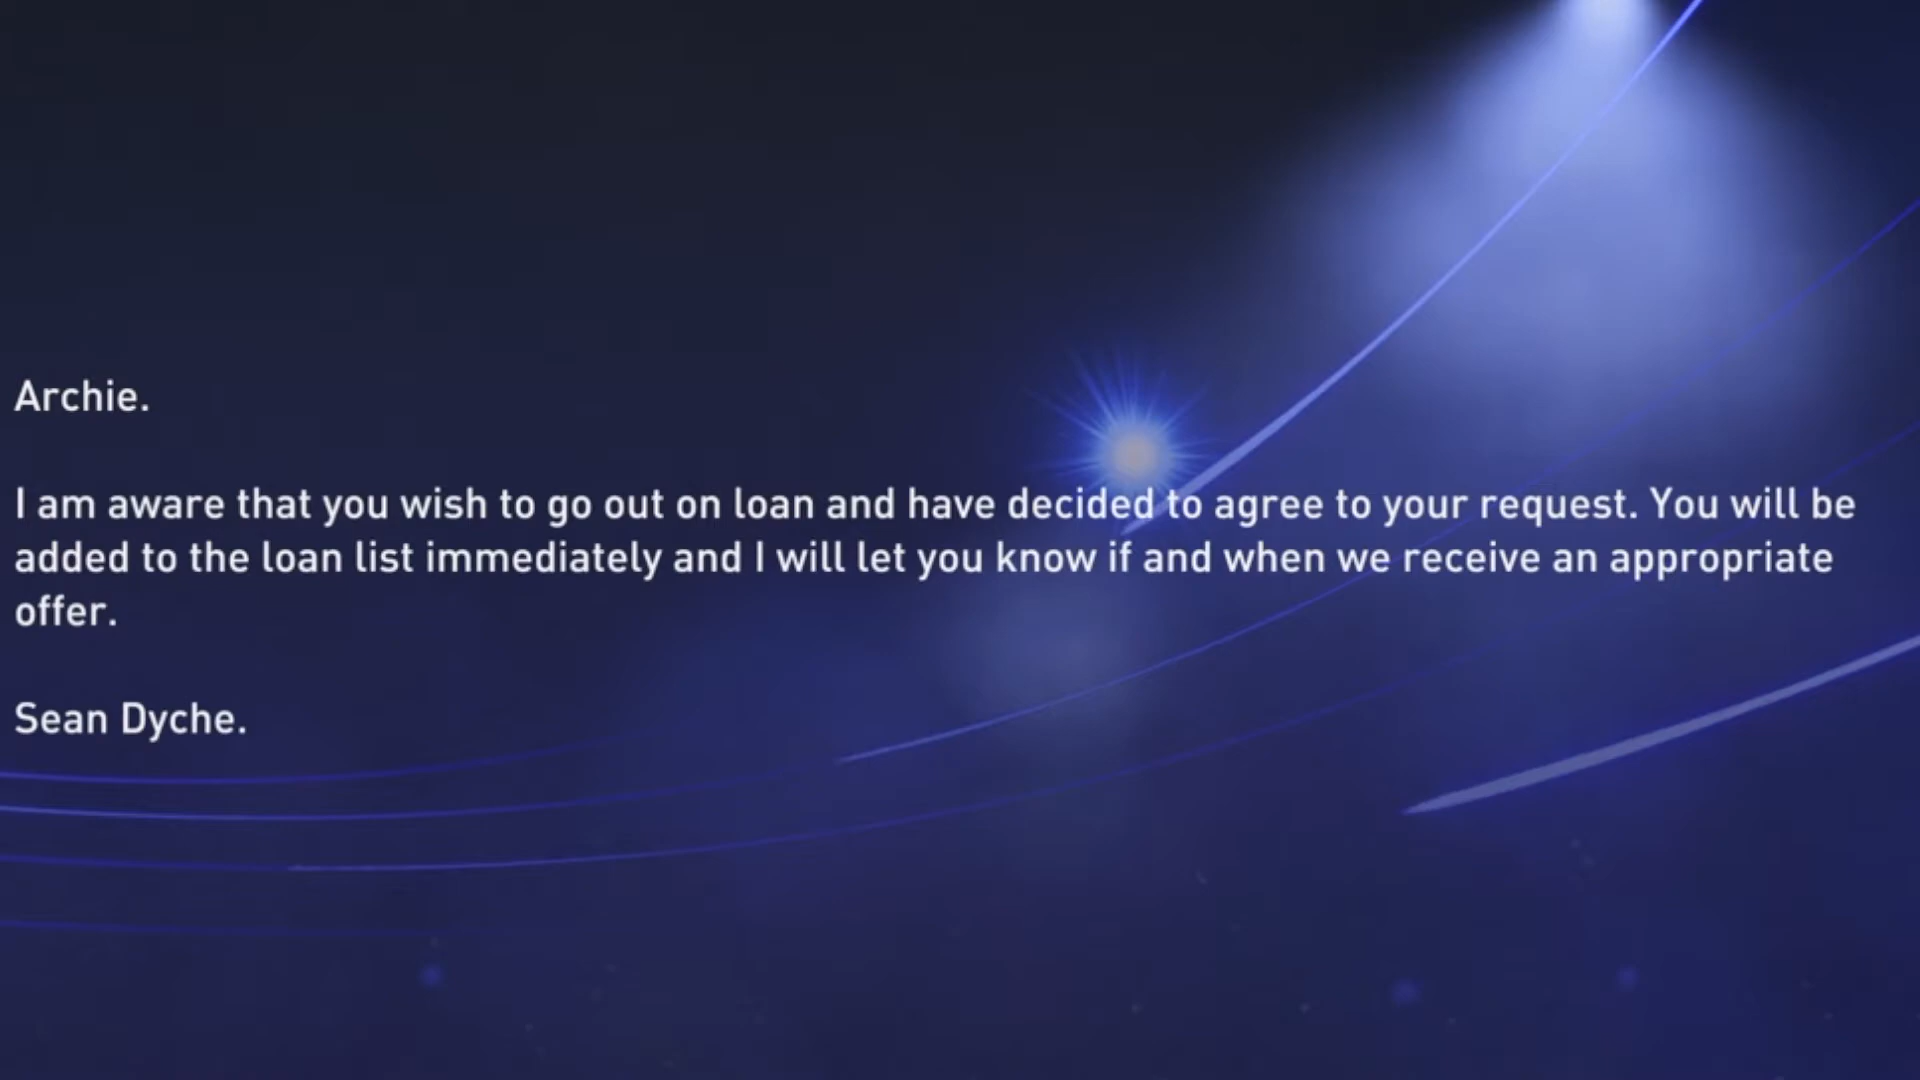 Archie.
I am aware that you wish to go out on loan and have decided to agree to your request. You will be
added to the loan list immediately and I will let you know if and when we receive an appropriate
offer.
Sean Dyche.